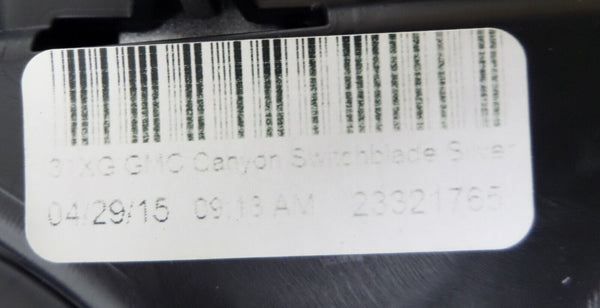 31XG GMC Canyon Switchblade Silver
04/29/15 09:13 AM 23321765